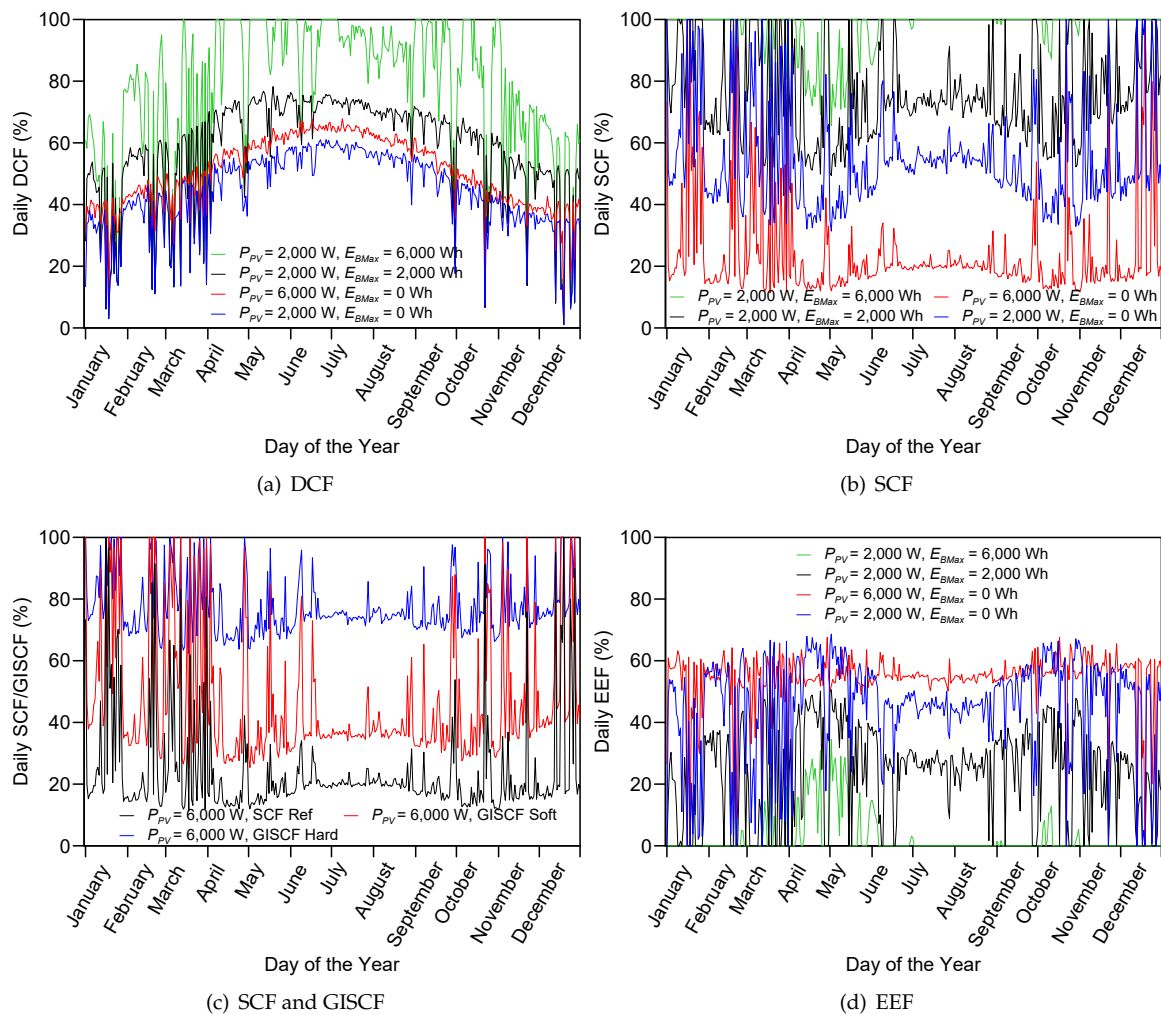 100
80
60
40
20
0
Daily DCF (%)
P_PV = 2,000 W, E_BMax = 6,000 Wh
P_PV = 2,000 W, E_BMax = 2,000 Wh
P_PV = 6,000 W, E_BMax = 0 Wh
P_PV = 2,000 W, E_BMax = 0 Wh
January February March April May June July August September October November December
Day of the Year
(a) DCF
100
80
60
40
20
0
Daily SCF (%)
P_PV = 2,000 W, E_BMax = 6,000 Wh P_PV = 6,000 W, E_BMax = 0 Wh
P_PV = 2,000 W, E_BMax = 2,000 Wh P_PV = 2,000 W, E_BMax = 0 Wh
January February March April May June July August September October November December
Day of the Year
(b) SCF
100
80
60
40
20
0
Daily SCF/GISCF (%)
P_PV = 6,000 W, SCF Ref P_PV = 6,000 W, GISCF Soft
P_PV = 6,000 W, GISCF Hard
January February March April May June July August September October November December
Day of the Year
(c) SCF and GISCF
100
80
60
40
20
0
Daily EEF (%)
P_PV = 2,000 W, E_BMax = 6,000 Wh
P_PV = 2,000 W, E_BMax = 2,000 Wh
P_PV = 6,000 W, E_BMax = 0 Wh
P_PV = 2,000 W, E_BMax = 0 Wh
January February March April May June July August September October November December
Day of the Year
(d) EEF